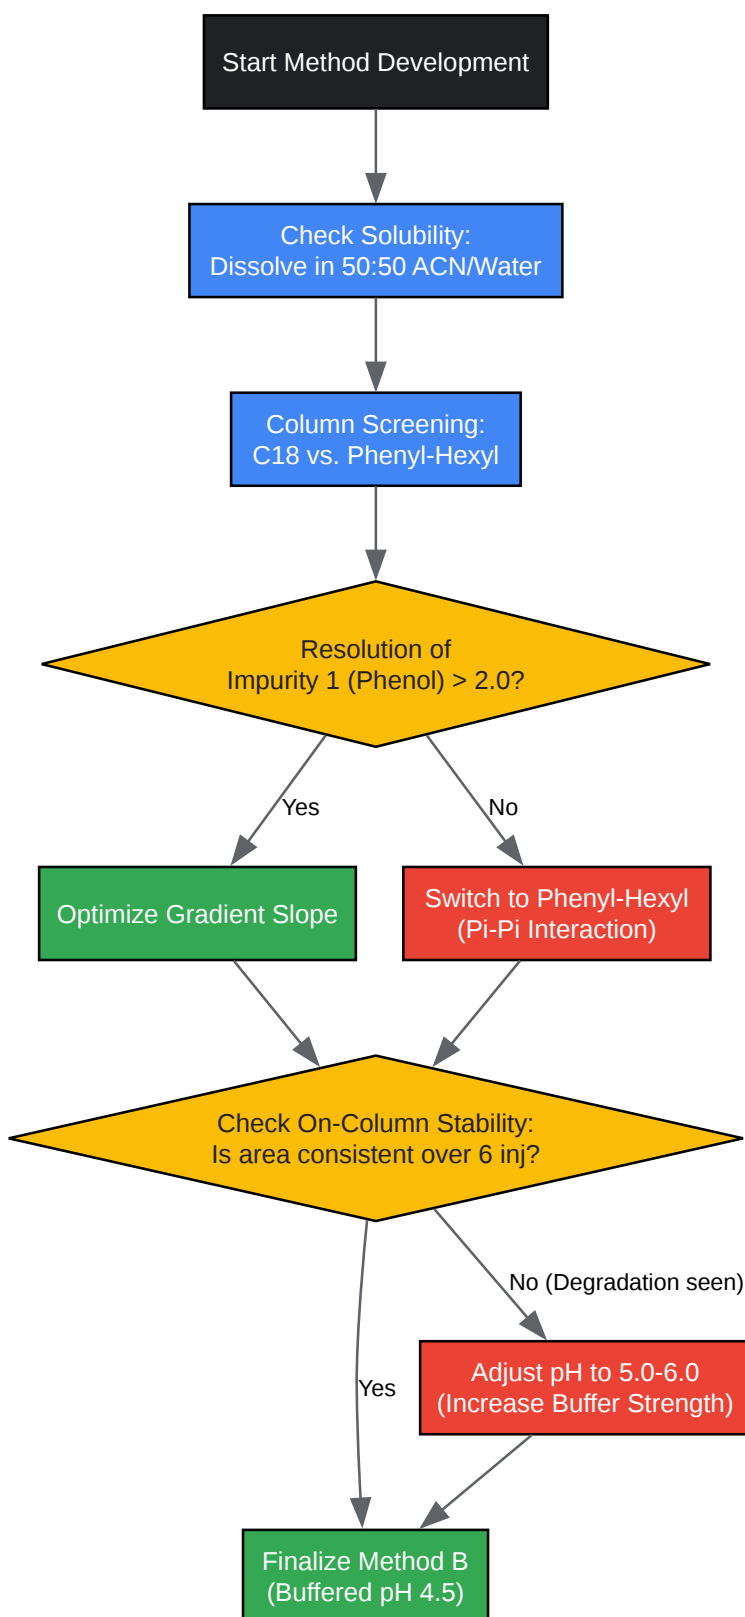 Start Method Development
Check Solubility:
Dissolve in 50:50 ACN/Water
Column Screening:
C18 vs. Phenyl-Hexyl
Resolution of
Impurity 1 (Phenol) > 2.0?
Yes
No
Optimize Gradient Slope
Switch to Phenyl-Hexyl
(Pi-Pi Interaction)
Check On-Column Stability:
Is area consistent over 6 inj?
No (Degradation seen)
Yes
Adjust pH to 5.0-6.0
(Increase Buffer Strength)
Finalize Method B
(Buffered pH 4.5)